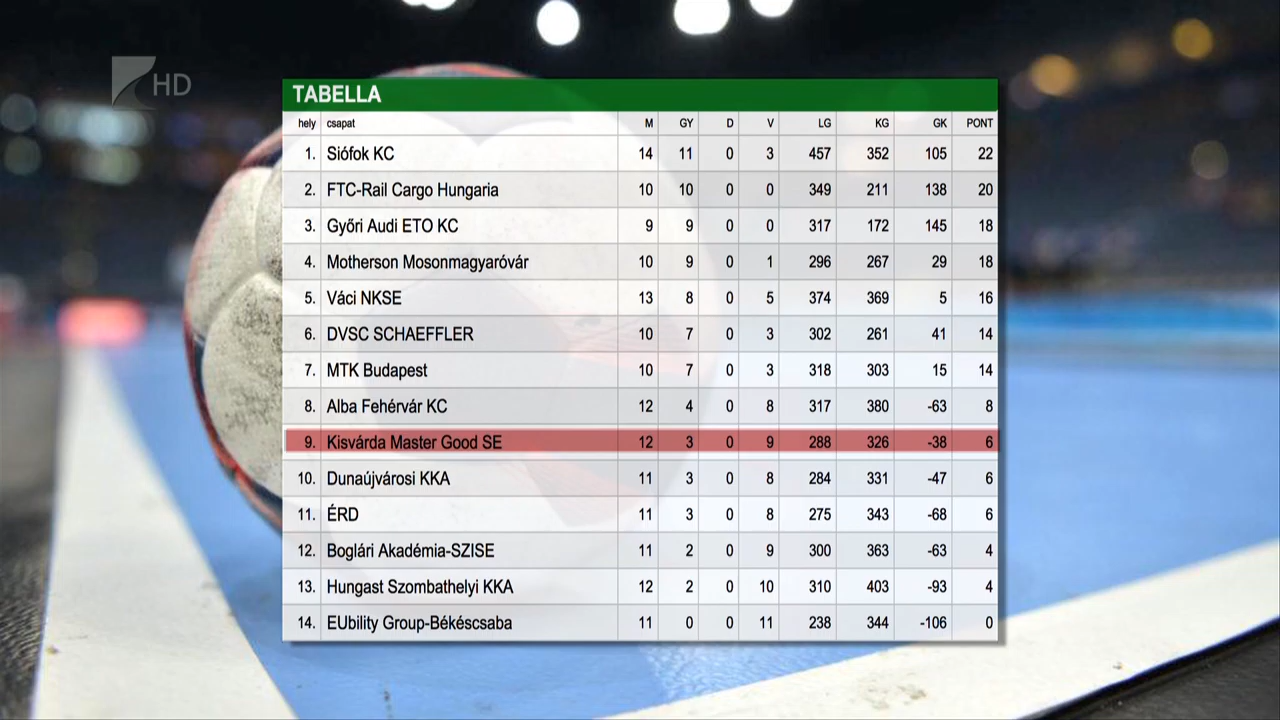 HD
TABELLA
hely csapat M GY D V LG KG GK PONT
1. Siófok KC 14 11 0 3 457 352 105 22
2. FTC-Rail Cargo Hungaria 10 10 0 0 349 211 138 20
3. Győri Audi ETO KC 9 9 0 0 317 172 145 18
4. Motherson Mosonmagyaróvár 10 9 0 1 296 267 29 18
5. Váci NKSE 13 8 0 5 374 369 5 16
6. DVSC SCHAEFFLER 10 7 0 3 302 261 41 14
7. MTK Budapest 10 7 0 3 318 303 15 14
8. Alba Fehérvár KC 12 4 0 8 317 380 -63 8
9. Kisvárda Master Good SE 12 3 0 9 288 326 -38 6
10. Dunaújvárosi KKA 11 3 0 8 284 331 -47 6
11. ÉRD 11 3 0 8 275 343 -68 6
12. Boglári Akadémia-SZISE 11 2 0 9 300 363 -63 4
13. Hungast Szombathelyi KKA 12 2 0 10 310 403 -93 4
14. EUbility Group-Békéscsaba 11 0 0 11 238 344 -106 0